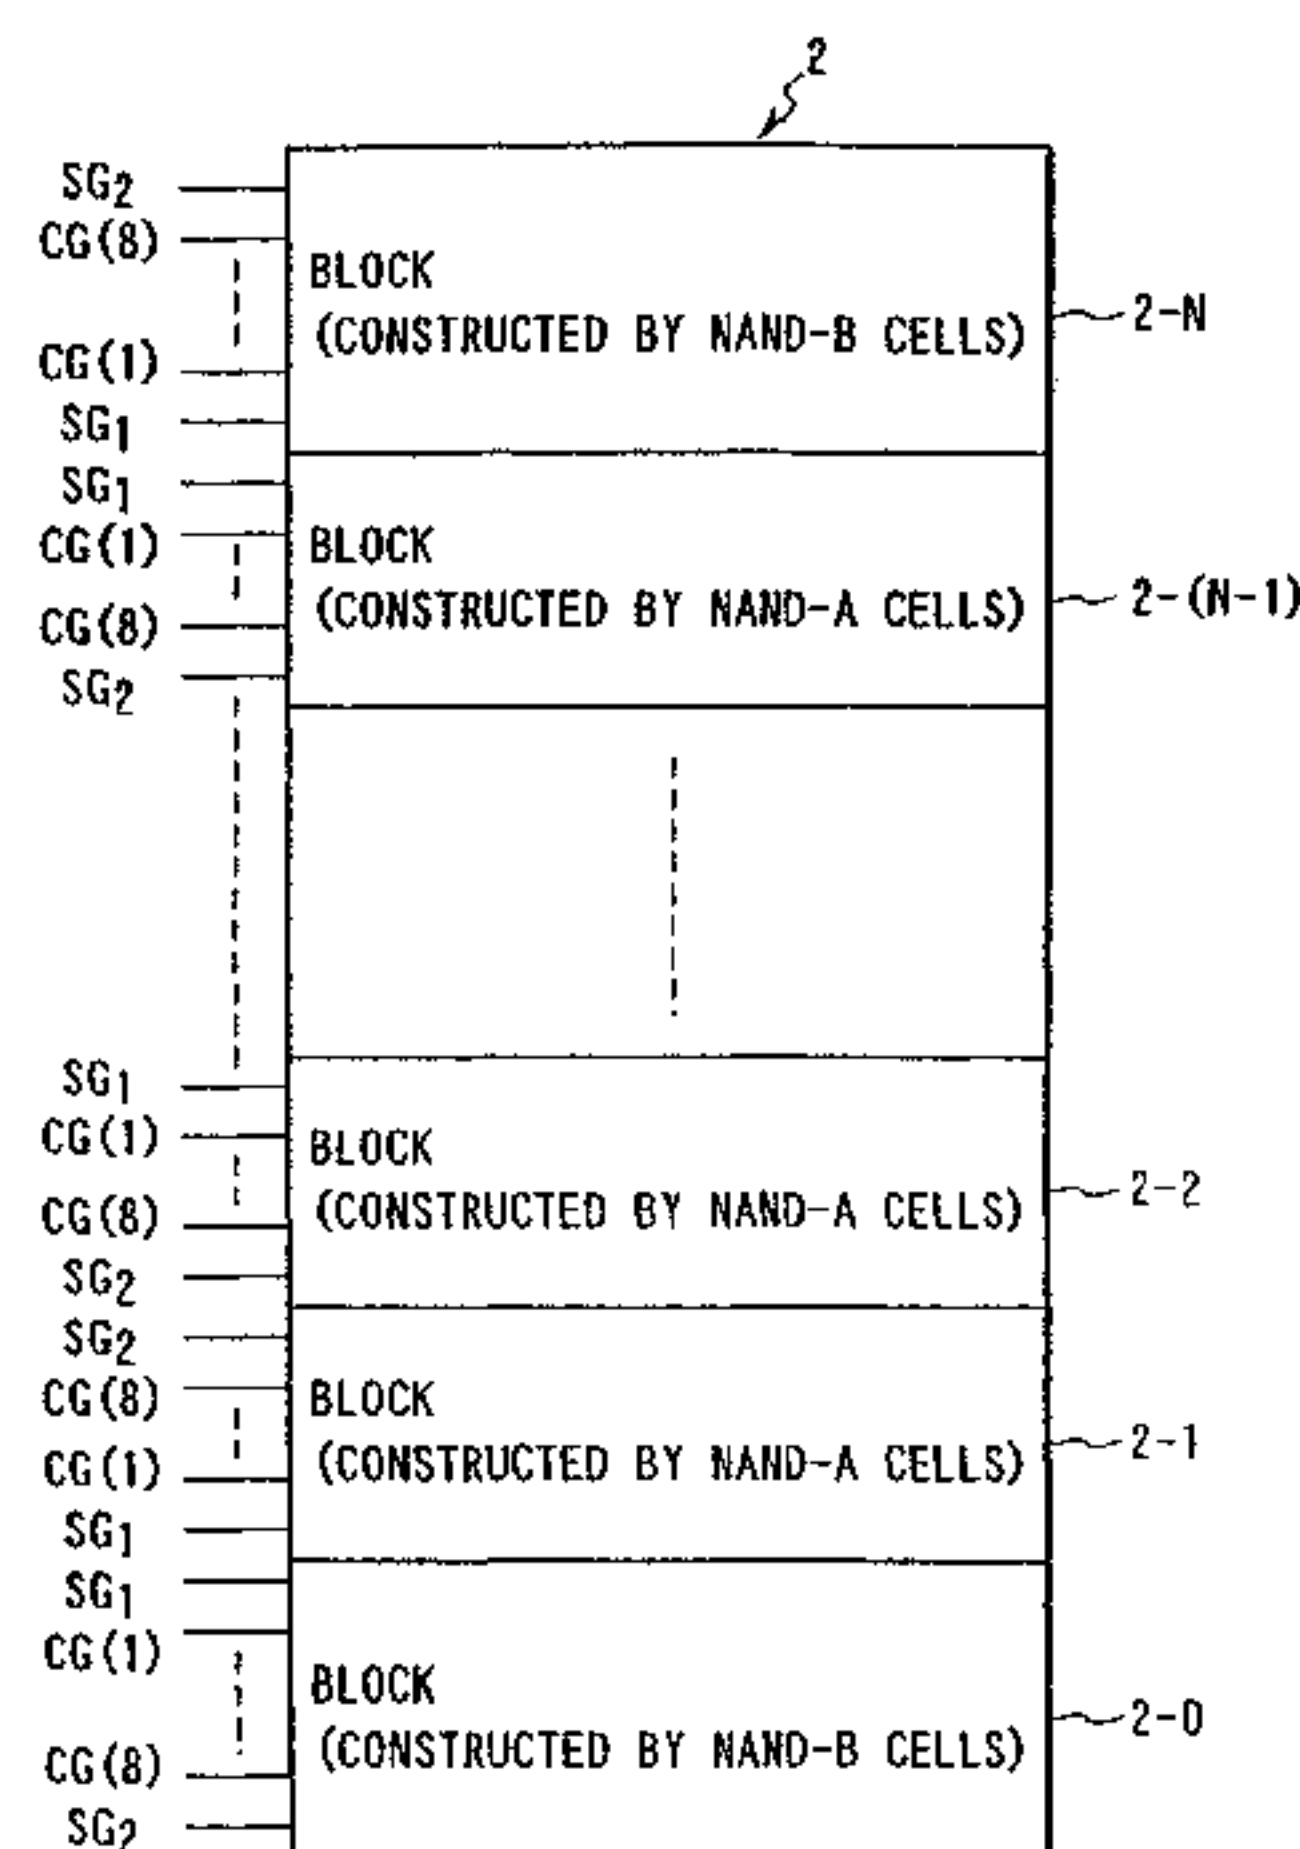 2
SG2
CG(8)
BLOCK
(CONSTRUCTED BY NAND-B CELLS)
2-N
CG(1)
SG1
SG1
CG(1)
BLOCK
(CONSTRUCTED BY NAND-A CELLS)
2-(N-1)
CG(8)
SG2
SG1
CG(1)
BLOCK
(CONSTRUCTED BY NAND-A CELLS)
2-2
CG(8)
SG2
SG2
CG(8)
BLOCK
(CONSTRUCTED BY NAND-A CELLS)
2-1
CG(1)
SG1
SG1
CG(1)
BLOCK
(CONSTRUCTED BY NAND-B CELLS)
2-0
CG(8)
SG2